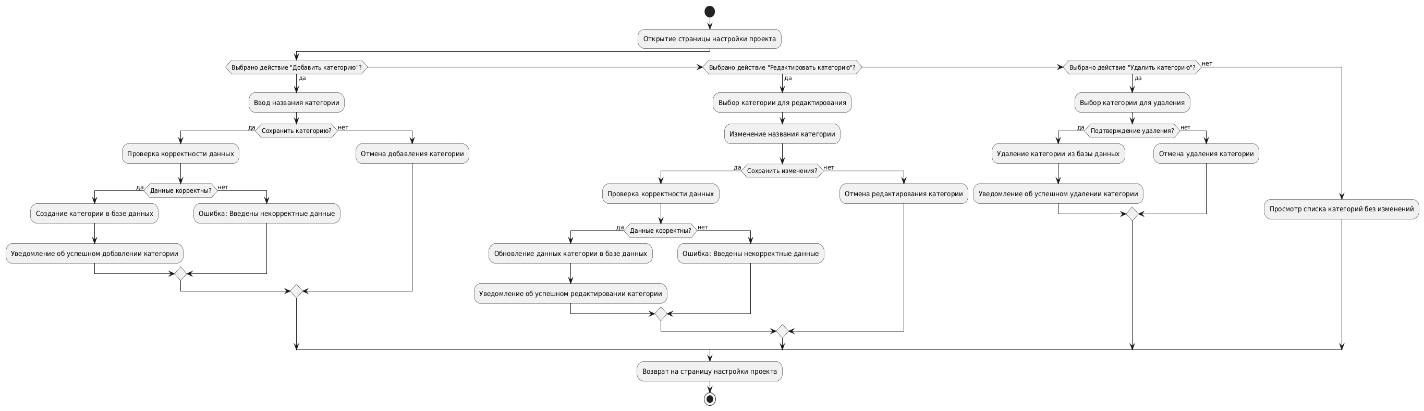 Открытие страницы настройки проекта
Выбрано действие "Добавить категорию"?
да
Ввод названия категории
Сохранить категорию?
да
нет
Проверка корректности данных
Отмена добавления категории
Данные корректны?
да
нет
Создание категории в базе данных
Ошибка: Введены некорректные данные
Уведомление об успешном добавлении категории
Выбрано действие "Редактировать категорию"?
да
Выбор категории для редактирования
Изменение названия категории
Сохранить изменения?
да
нет
Проверка корректности данных
Отмена редактирования категории
Данные корректны?
да
нет
Обновление данных категории в базе данных
Ошибка: Введены некорректные данные
Уведомление об успешном редактировании категории
Выбрано действие "Удалить категорию"?
да
нет
Выбор категории для удаления
Подтверждение удаления?
да
нет
Удаление категории из базы данных
Отмена удаления категории
Уведомление об успешном удалении категории
Просмотр списка категорий без изменений
Возврат на страницу настройки проекта